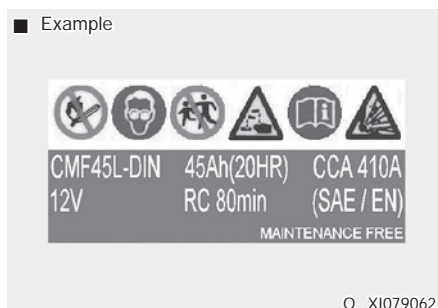 ■ Example
CMF45L-DIN 45Ah(20HR) CCA 410A
12V RC 80min (SAE / EN)
MAINTENANCE FREE
O_XI079062